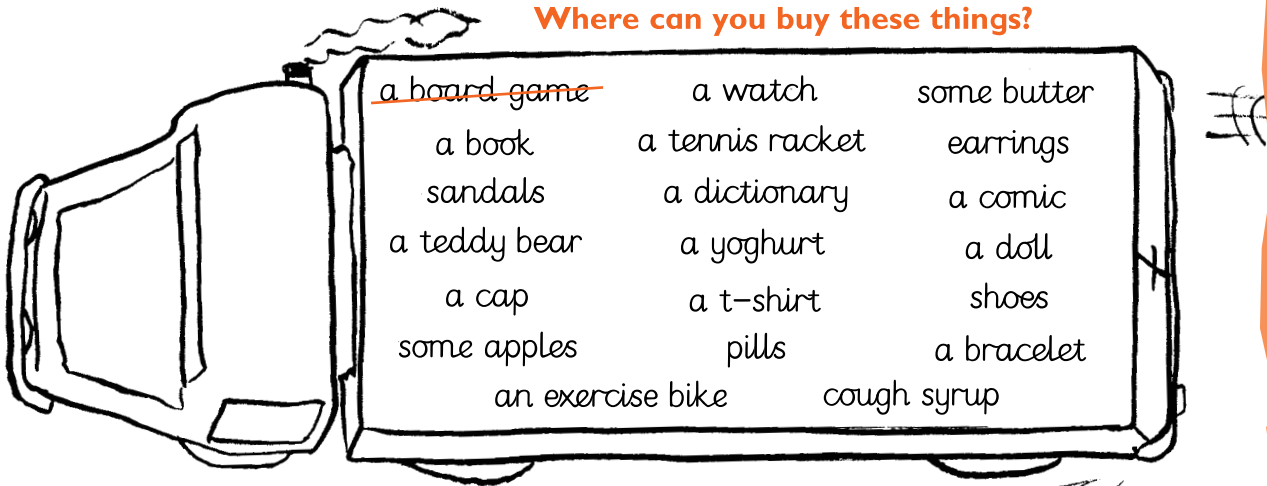 Where can you buy these things?
a board game a watch some butter
a book a tennis racket earrings
sandals a dictionary a comic
a teddy bear a yoghurt a doll
a cap a t-shirt shoes
some apples pills a bracelet
an exercise bike cough syrup